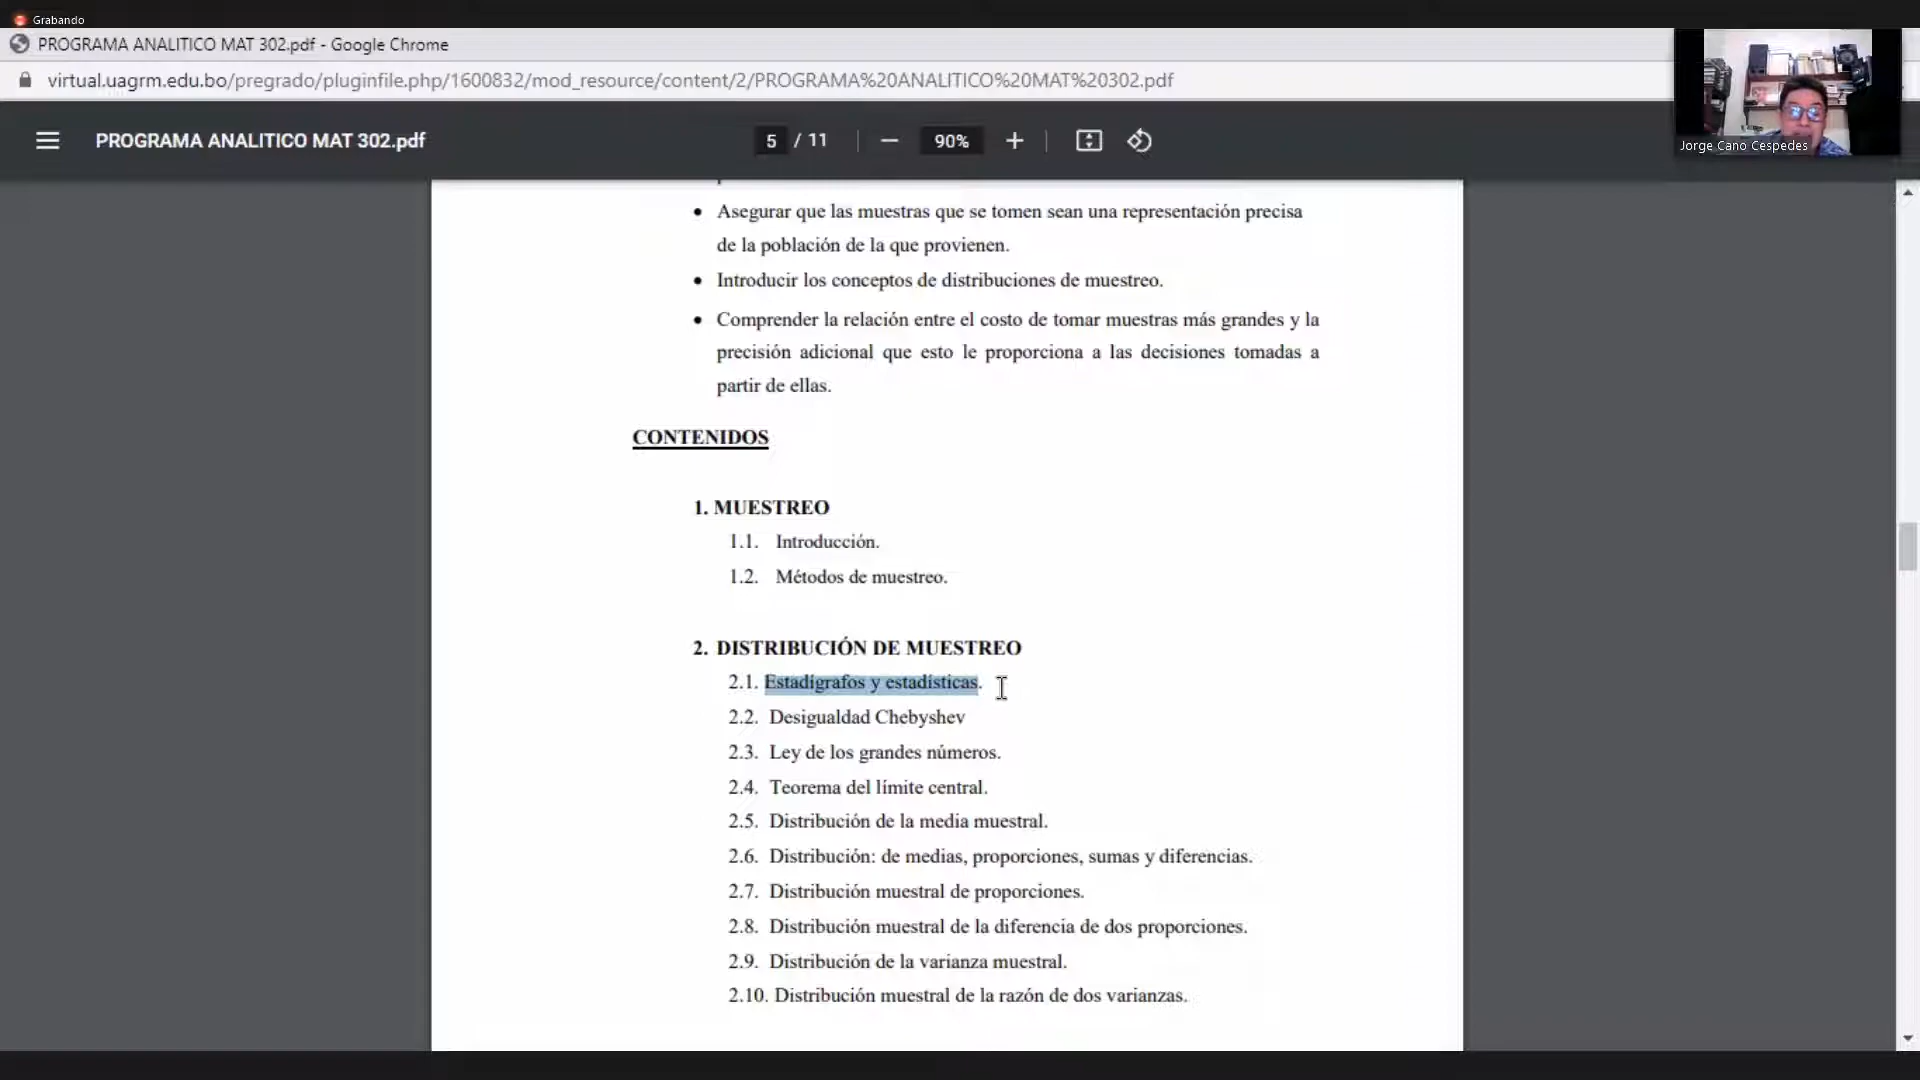 Grabando
PROGRAMA ANALITICO MAT 302.pdf - Google Chrome
virtual.uagrm.edu.bo/pregrado/pluginfile.php/1600832/mod_resource/content/2/PROGRAMA%20ANALITICO%20MAT%20302.pdf
PROGRAMA ANALITICO MAT 302.pdf
5 / 11
90%
Jorge Cano Cespedes
• Asegurar que las muestras que se tomen sean una representación precisa
de la población de la que provienen.
• Introducir los conceptos de distribuciones de muestreo.
• Comprender la relación entre el costo de tomar muestras más grandes y la
precisión adicional que esto le proporciona a las decisiones tomadas a
partir de ellas.
CONTENIDOS
1. MUESTREO
1.1. Introducción.
1.2. Métodos de muestreo.
2. DISTRIBUCIÓN DE MUESTREO
2.1. Estadígrafos y estadísticas.
2.2. Desigualdad Chebyshev
2.3. Ley de los grandes números.
2.4. Teorema del límite central.
2.5. Distribución de la media muestral.
2.6. Distribución: de medias, proporciones, sumas y diferencias.
2.7. Distribución muestral de proporciones.
2.8. Distribución muestral de la diferencia de dos proporciones.
2.9. Distribución de la varianza muestral.
2.10. Distribución muestral de la razón de dos varianzas.